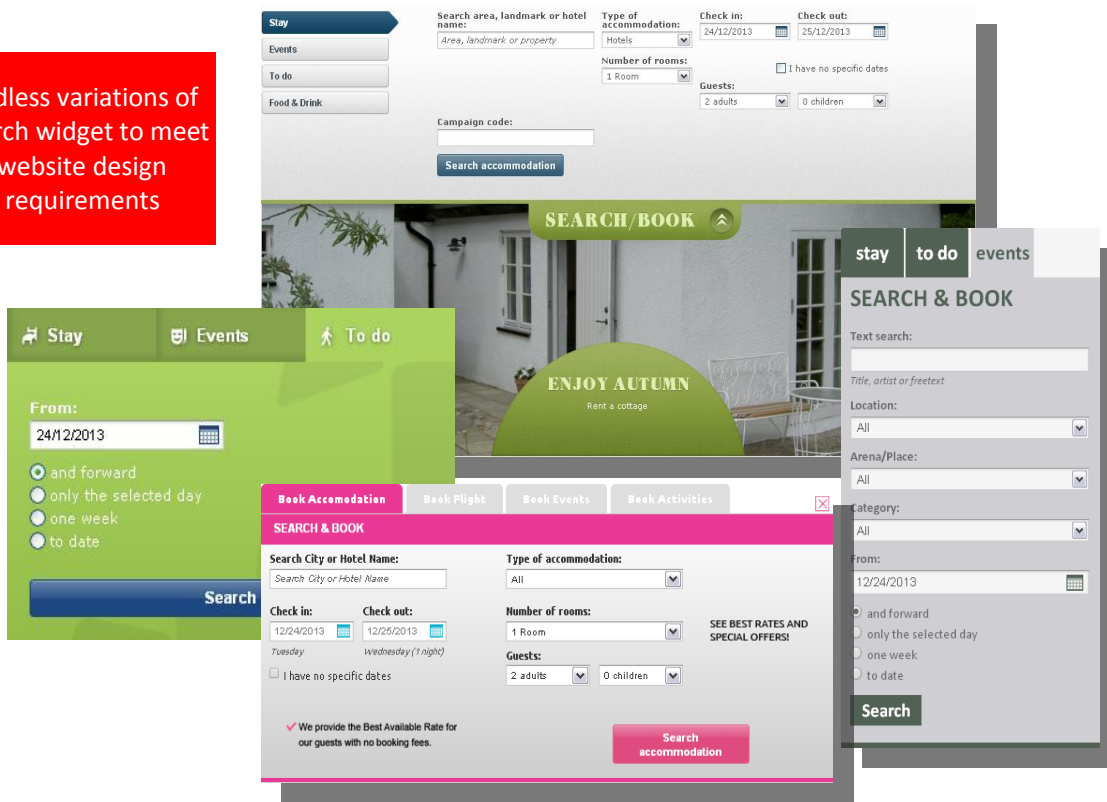 dless variations of
rch widget to meet
website design
requirements
Stay
Events
To do
Food & Drink
Search area, landmark or hotel
name:
Area, landmark or property
Type of
accommodation:
Hotels
Number of rooms:
1 Room
Check in:
24/12/2013
Check out:
25/12/2013
I have no specific dates
Guests:
2 adults
0 children
Campaign code:
Search accommodation
SEARCH/BOOK
ENJOY AUTUMN
Rent a cottage
Stay
Events
To do
From:
24/12/2013
and forward
only the selected day
one week
to date
Search
Book Accomodation
Book Flight
Book Events
Book Activities
SEARCH & BOOK
Search City or Hotel Name:
Search City or Hotel Name
Type of accommodation:
All
Check in:
Check out:
12/24/2013
12/25/2013
Tuesday
Wednesday (1 night)
I have no specific dates
Number of rooms:
1 Room
Guests:
2 adults
0 children
SEE BEST RATES AND
SPECIAL OFFERS!
We provide the Best Available Rate for
our guests with no booking fees.
Search
accommodation
stay
to do
events
SEARCH & BOOK
Text search:
Title, artist or freetext
Location:
All
Arena/Place:
All
Category:
All
From:
12/24/2013
and forward
only the selected day
one week
to date
Search